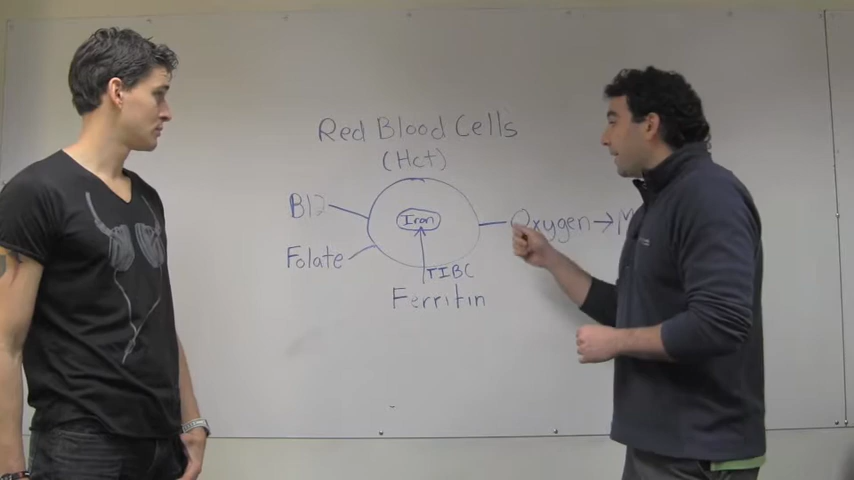 Red Blood Cells
(Hct)
B12
Iron
Oxygen → M
Folate
TIBC
Ferritin